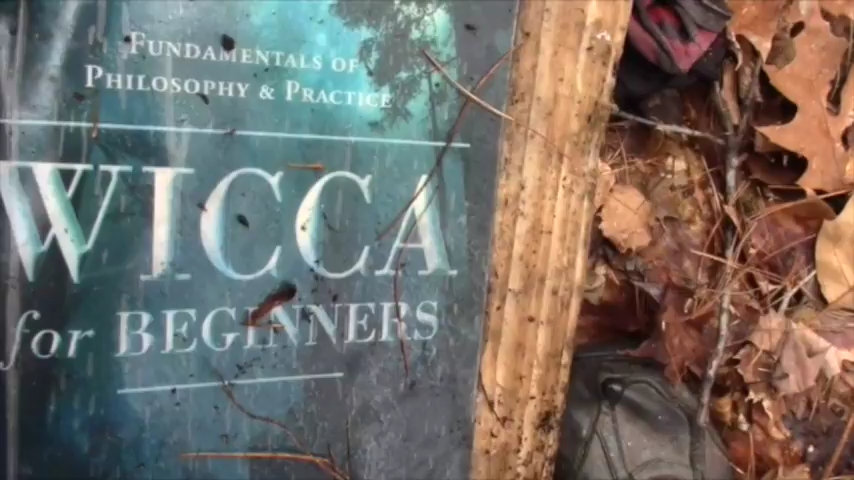 FUNDAMENTALS OF
PHILOSOPHY & PRACTICE
WICCA
for BEGINNERS